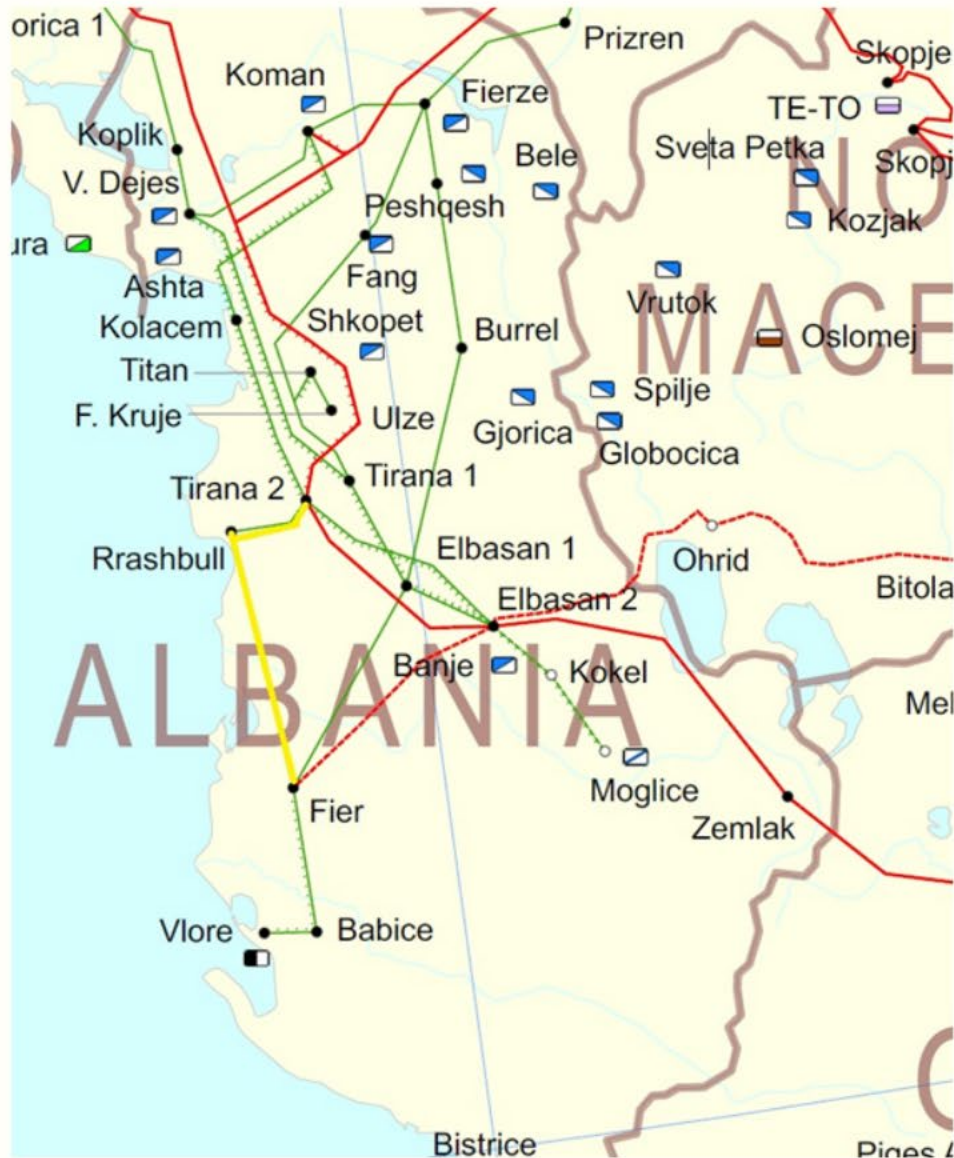 orica 1
Prizren
Skopje
Koman
Fierze
TE-TO
Koplik
Bele
Sveta Petka
Skopj
V. Dejes
Peshqesh
NO
Kozjak
ura
Fang
Ashta
Vrutok
Kolacem
Shkopet
Burrel
MACE
Oslomej
Titan
Spilje
F. Kruje
Ulze
Gjorica
Globocica
Tirana 2
Tirana 1
Rrashbull
Elbasan 1
Ohrid
Bitola
Elbasan 2
ALBANIA
Banje
Kokel
Mel
Moglice
Fier
Zemlak
Vlore
Babice
Bistrice
Piges